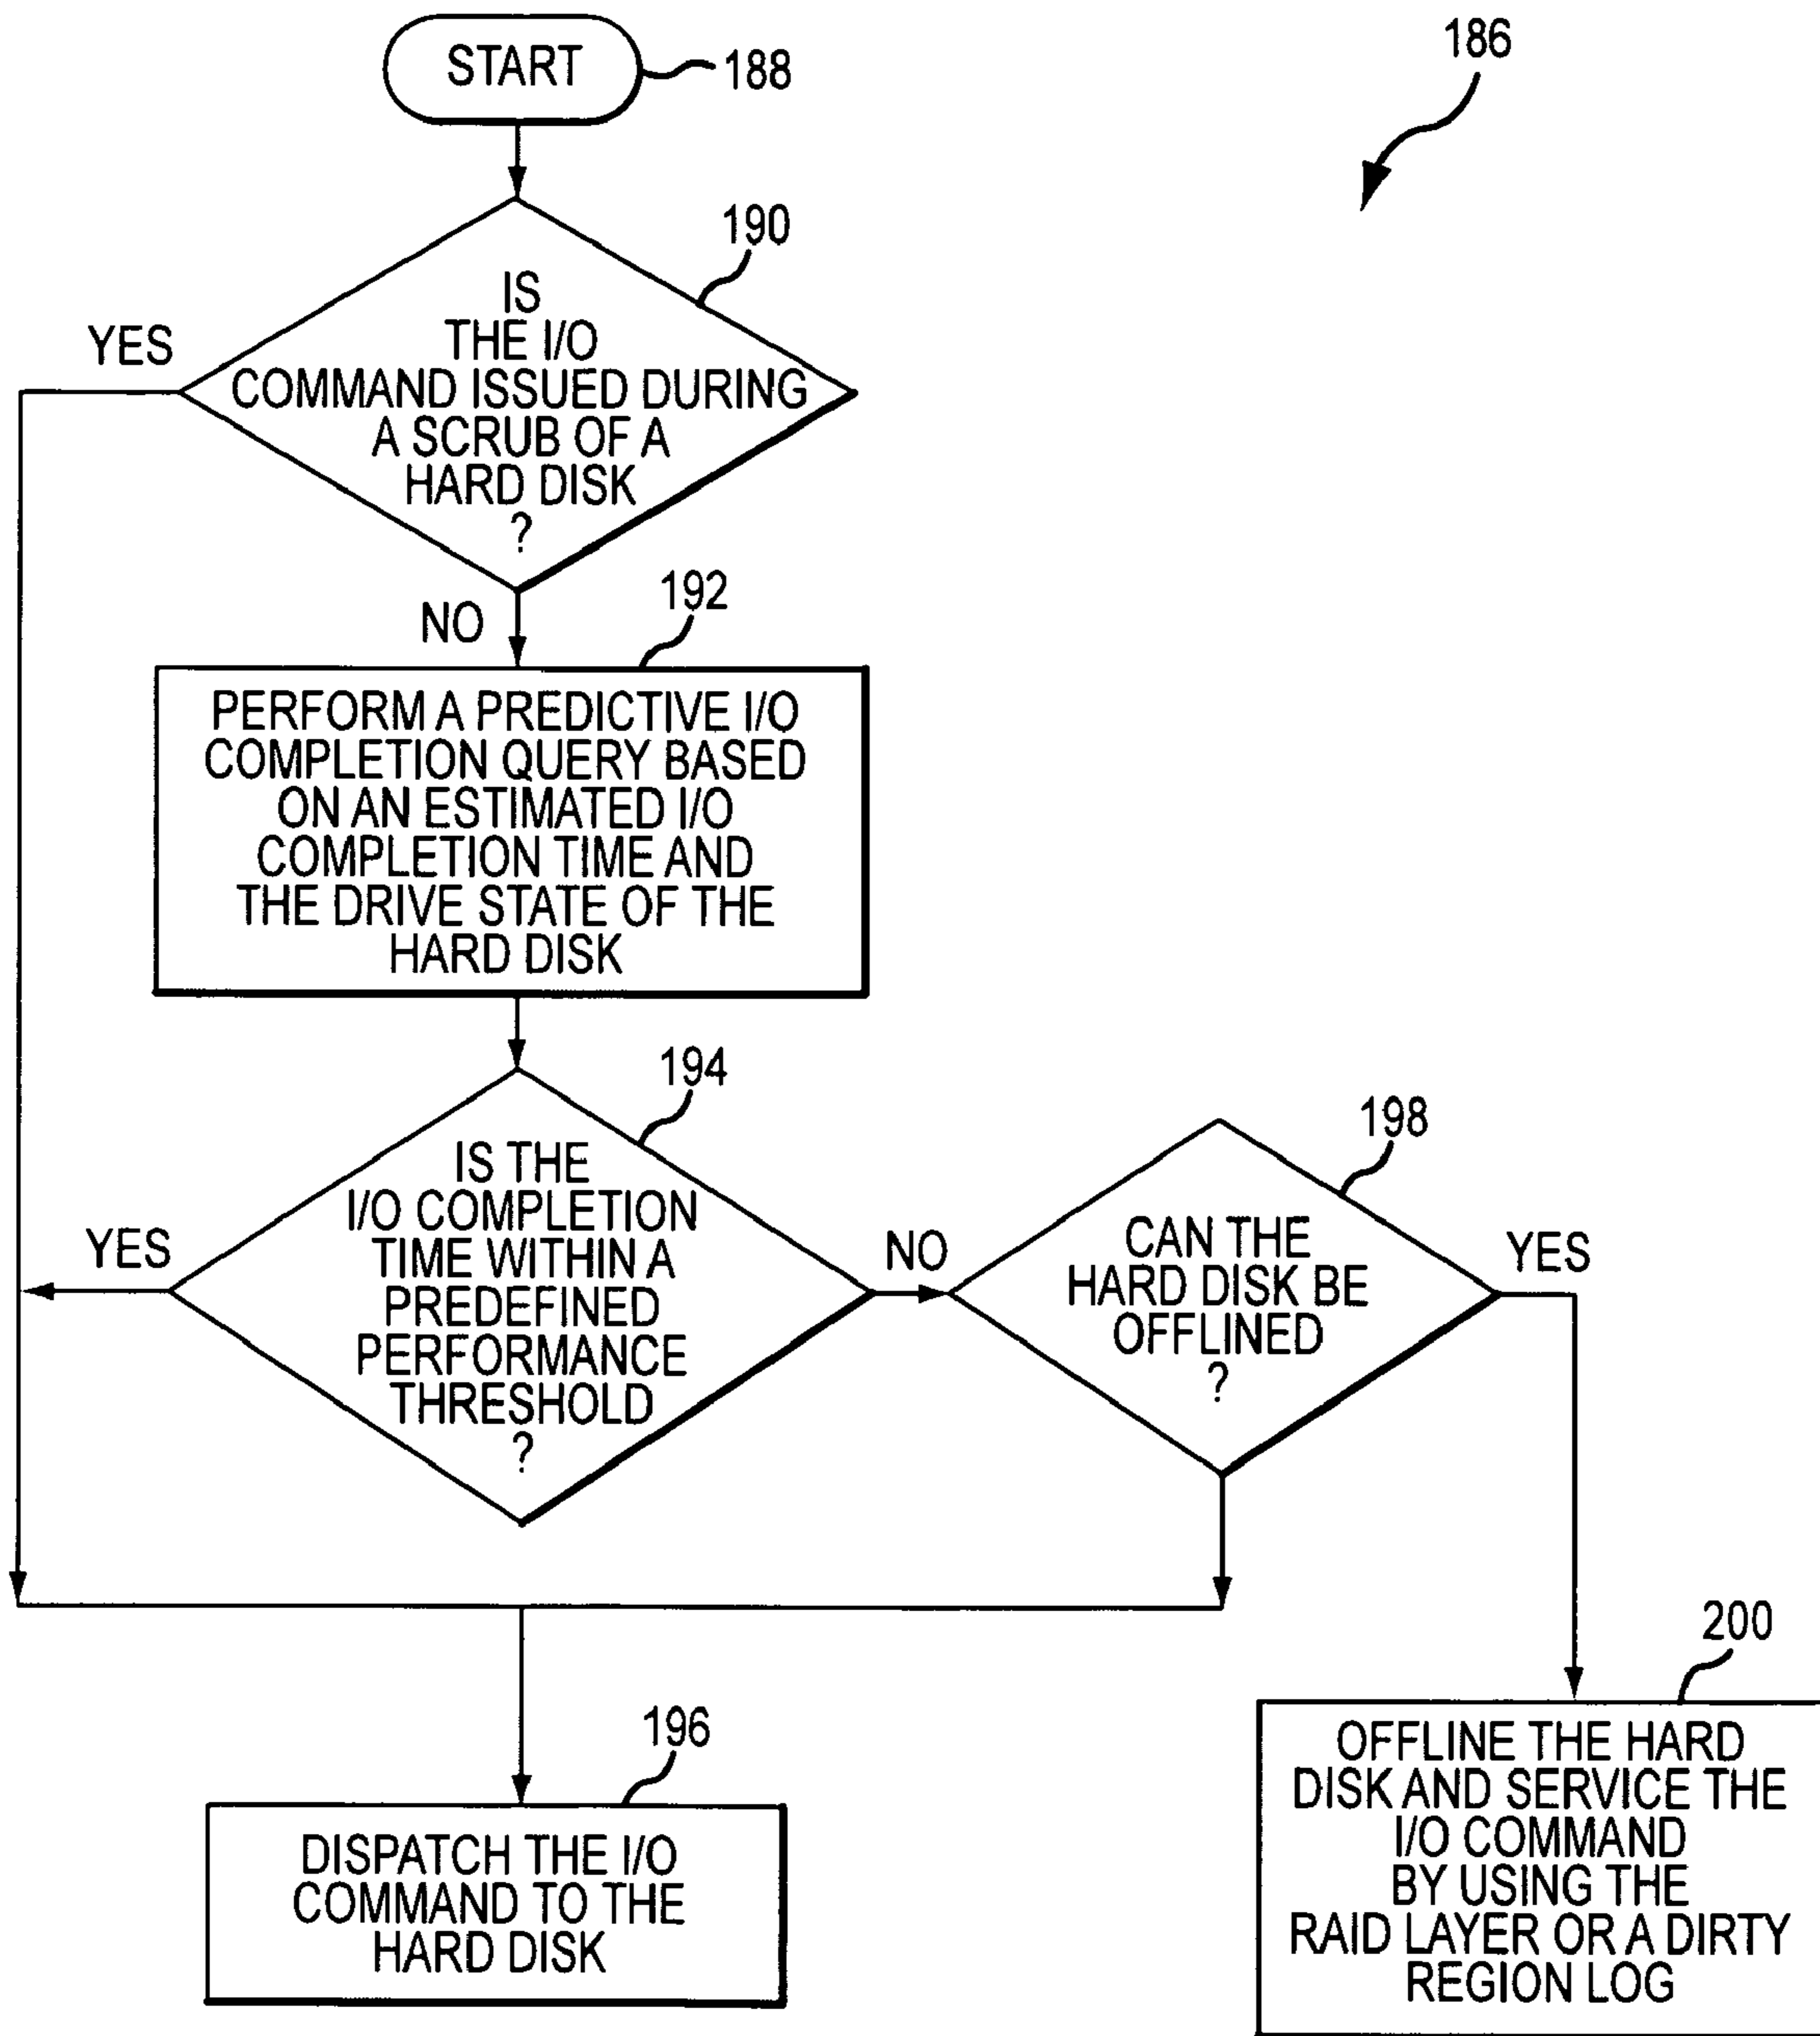 START
188
186
190
IS
THE I/O
COMMAND ISSUED DURING
A SCRUB OF A
HARD DISK
?
YES
NO
192
PERFORM A PREDICTIVE I/O
COMPLETION QUERY BASED
ON AN ESTIMATED I/O
COMPLETION TIME AND
THE DRIVE STATE OF THE
HARD DISK
194
IS THE
I/O COMPLETION
TIME WITHIN A
PREDEFINED
PERFORMANCE
THRESHOLD
?
YES
NO
198
CAN THE
HARD DISK BE
OFFLINED
?
YES
196
DISPATCH THE I/O
COMMAND TO THE
HARD DISK
200
OFFLINE THE HARD
DISK AND SERVICE THE
I/O COMMAND
BY USING THE
RAID LAYER OR A DIRTY
REGION LOG